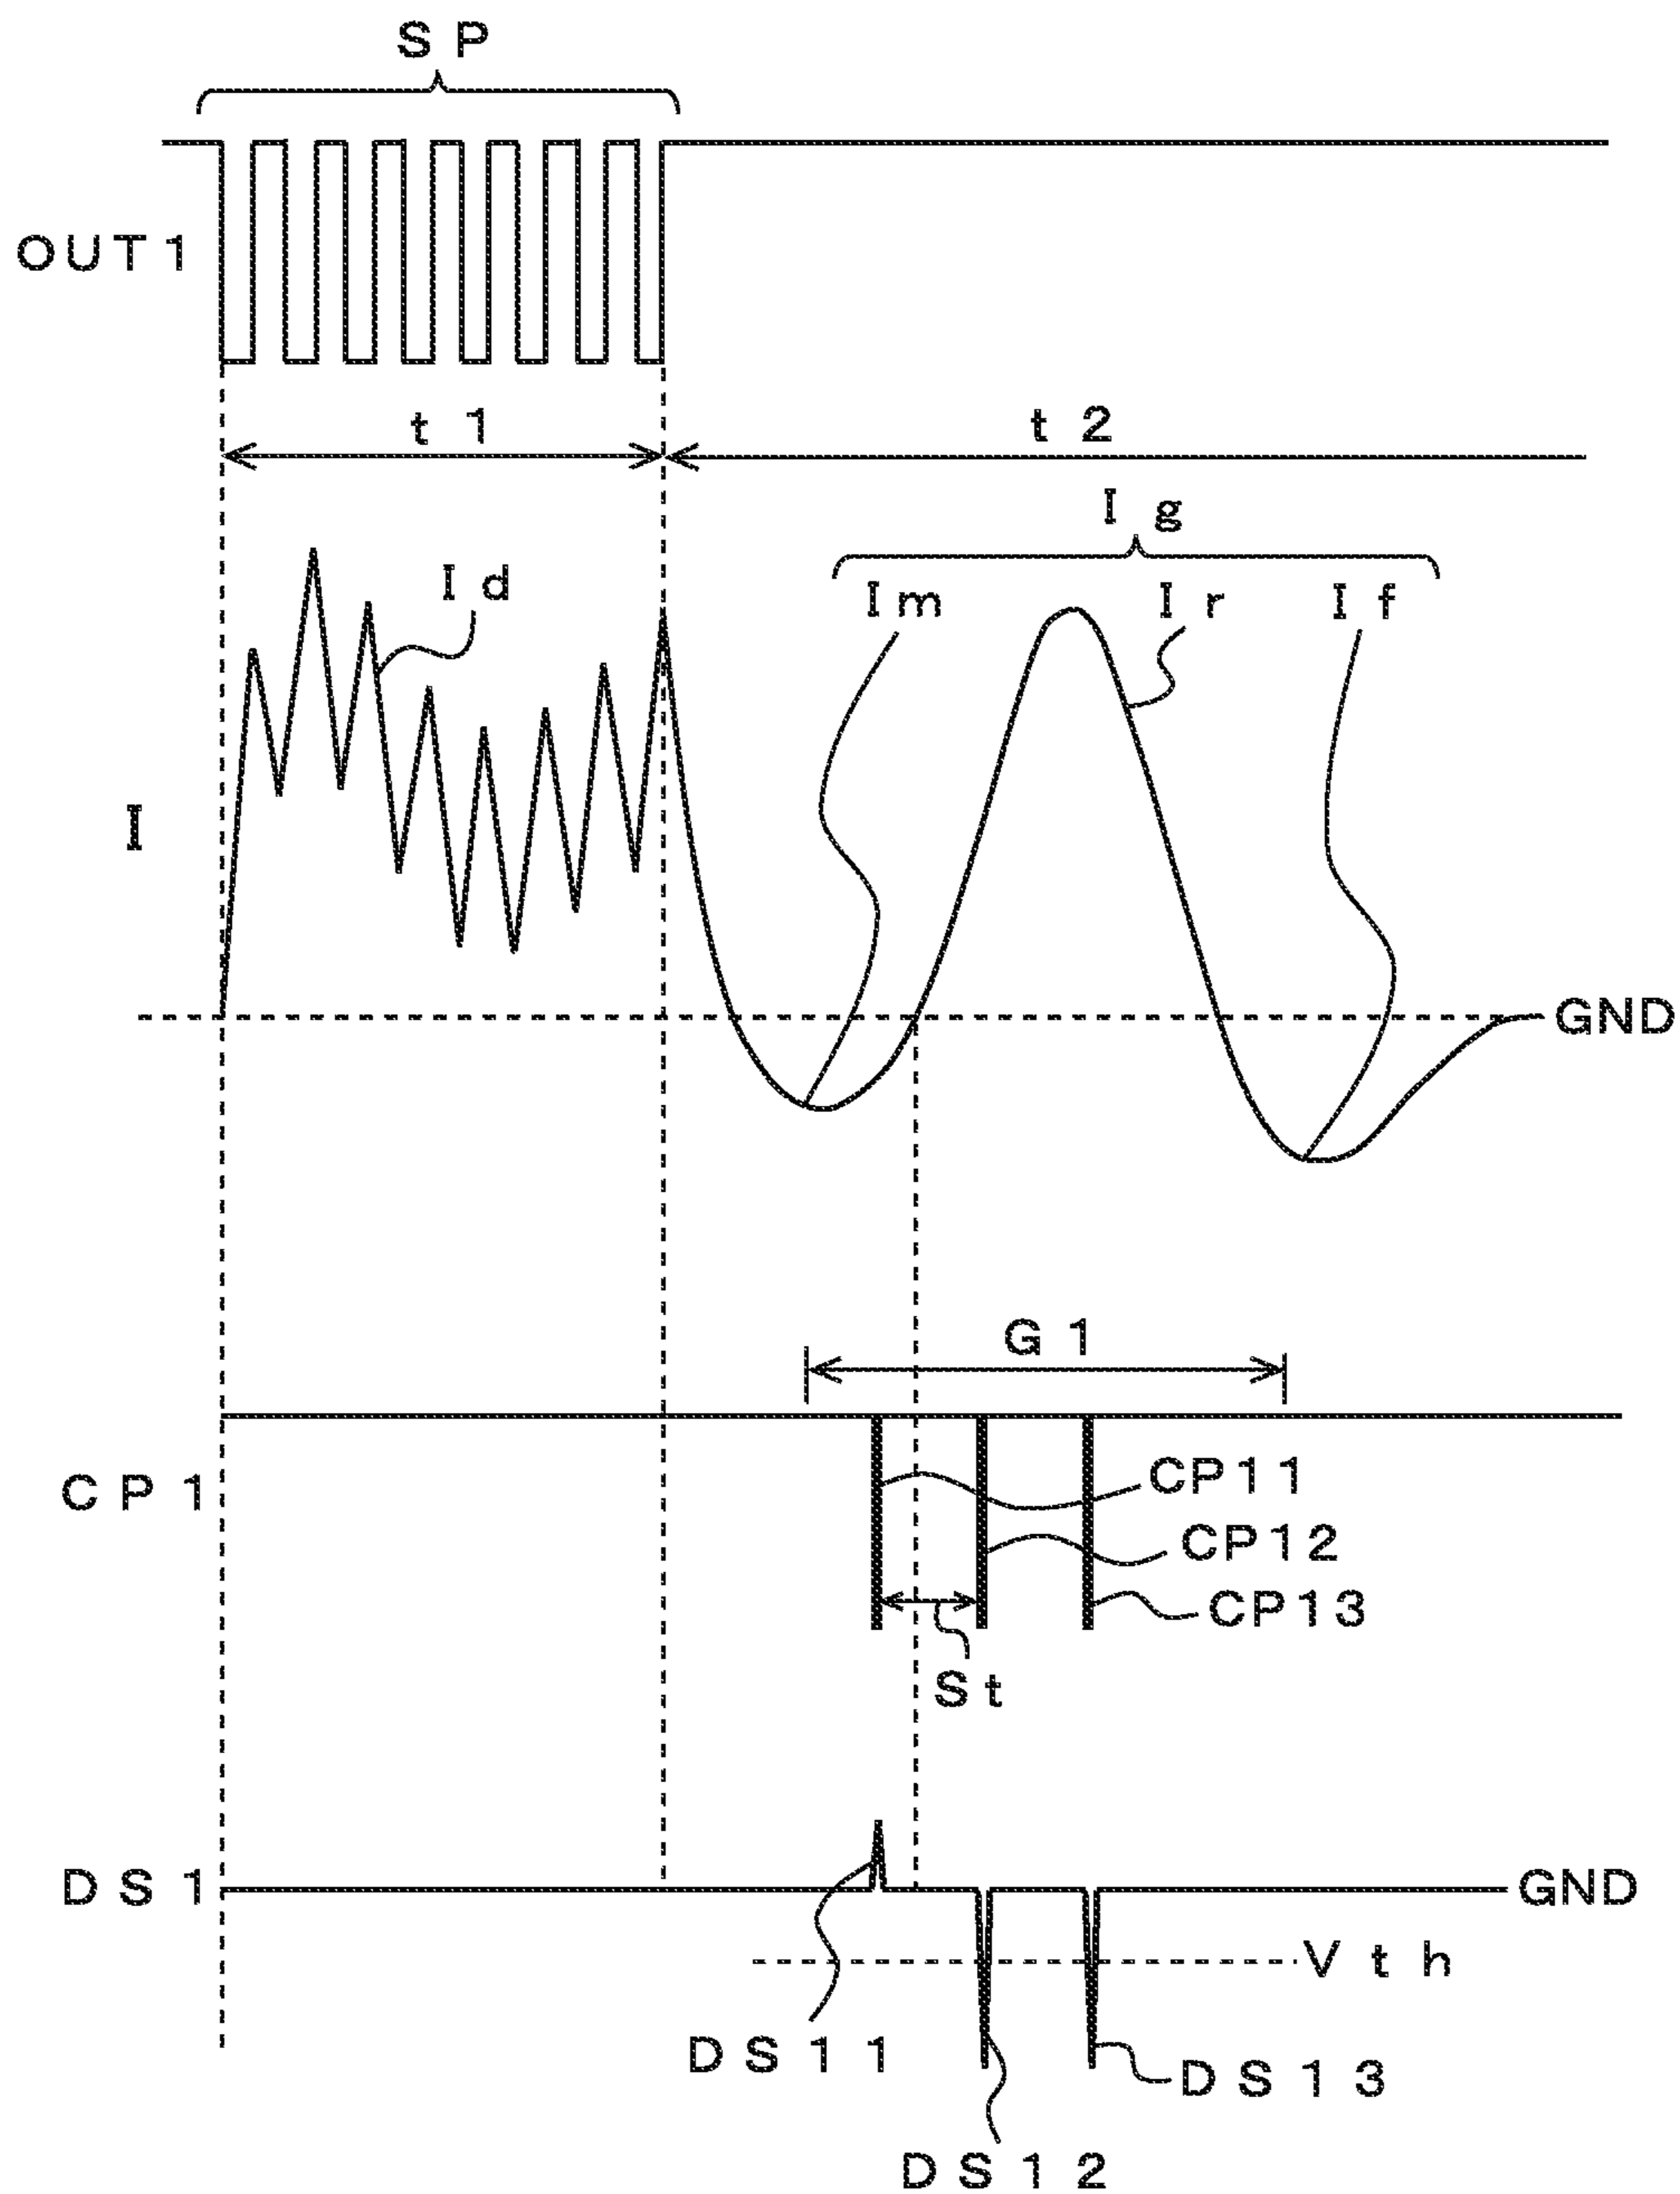 SP
OUT1
t1
t2
Ig
Id
Im
Ir
If
I
GND
G1
CP1
CP11
CP12
CP13
St
DS1
GND
Vth
DS11
DS13
DS12